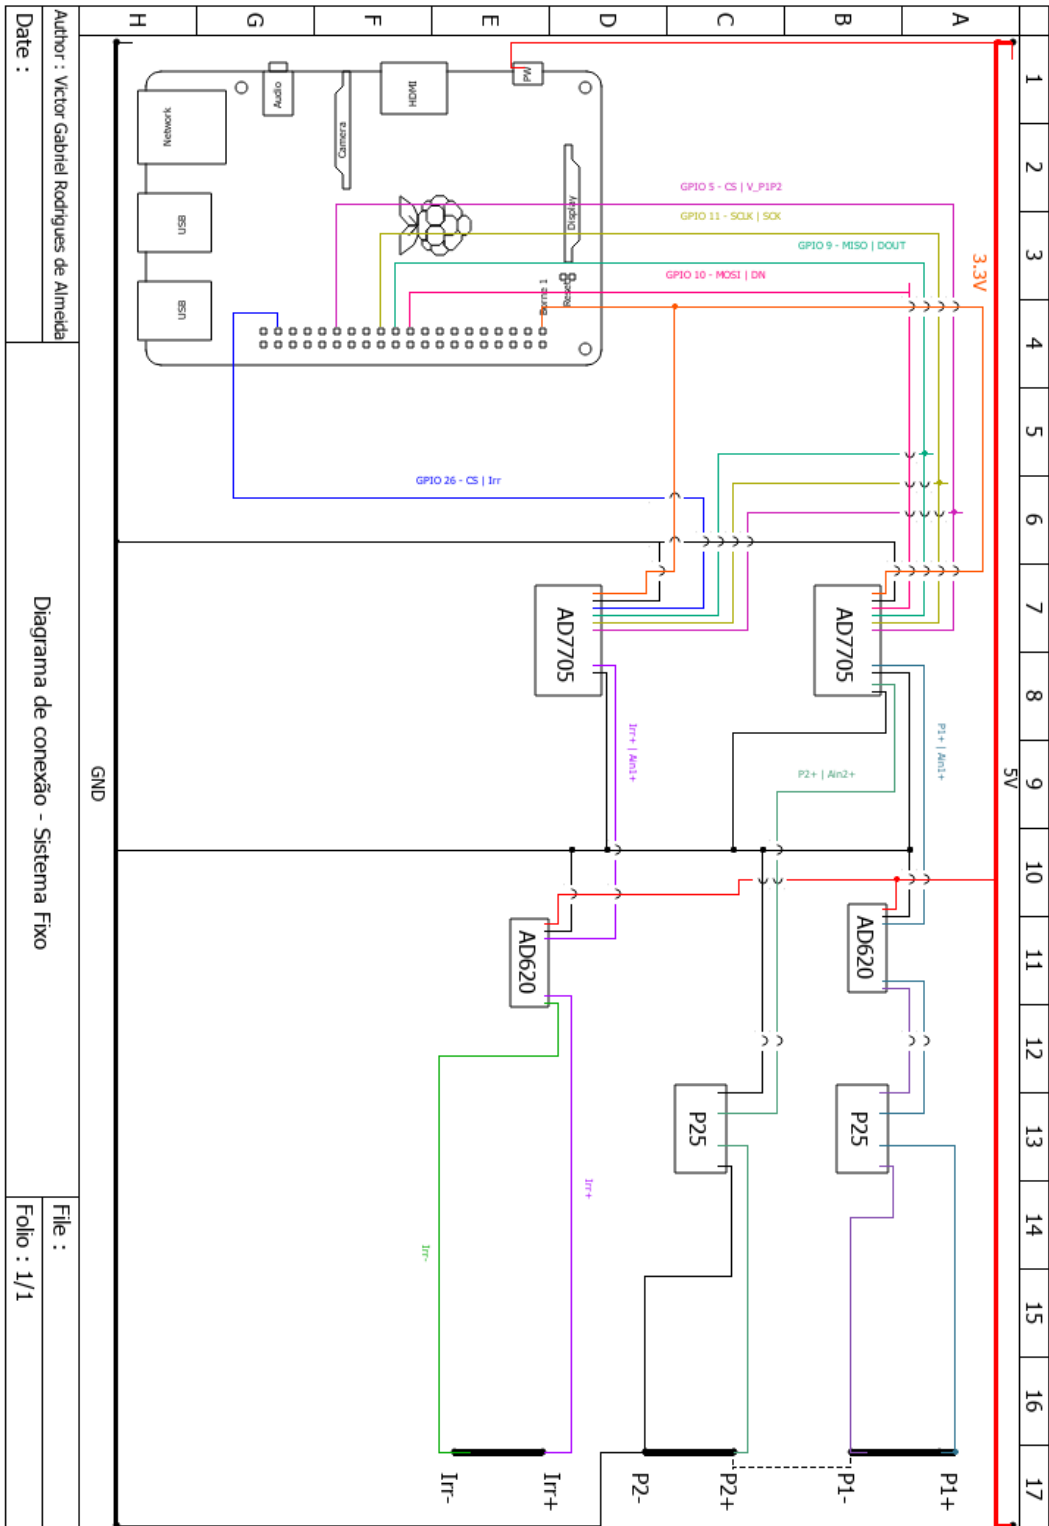 1 2 3 4 5 6 7 8 9 10 11 12 13 14 15 16 17
A
B
C
D
E
F
G
H
5V
3.3V
GPIO 5 - CS | V_P1P2
GPIO 11 - SCLK | SCK
GPIO 9 - MISO | DOUT
GPIO 10 - MOSI | DN
GPIO 26 - CS | Irr
PW
HDMI
Camera
Audio
Network
USB
USB
Display
Borne 1
Reset
AD7705
AD7705
P1+ | Ain1+
P2+ | Ain2+
Irr+ | Ain1+
AD620
AD620
P25
P25
Irr+
Irr-
P1+
P1-
P2+
P2-
Irr+
Irr-
GND
Author : Victor Gabriel Rodrigues de Almeida
Date :
Diagrama de conexão - Sistema Fixo
File :
Folio : 1/1